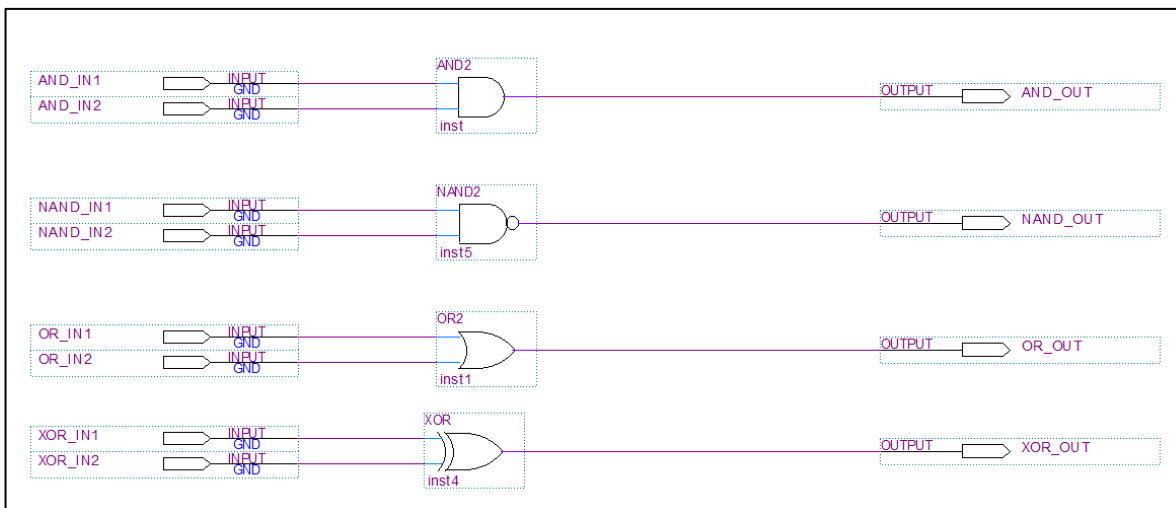 AND2
AND_IN1 INPUT
GND
OUTPUT AND_OUT
AND_IN2 INPUT
GND
inst
NAND2
NAND_IN1 INPUT
GND
OUTPUT NAND_OUT
NAND_IN2 INPUT
GND
inst5
OR2
OR_IN1 INPUT
GND
OUTPUT OR_OUT
OR_IN2 INPUT
GND
inst1
XOR
XOR_IN1 INPUT
GND
OUTPUT XOR_OUT
XOR_IN2 INPUT
GND
inst4